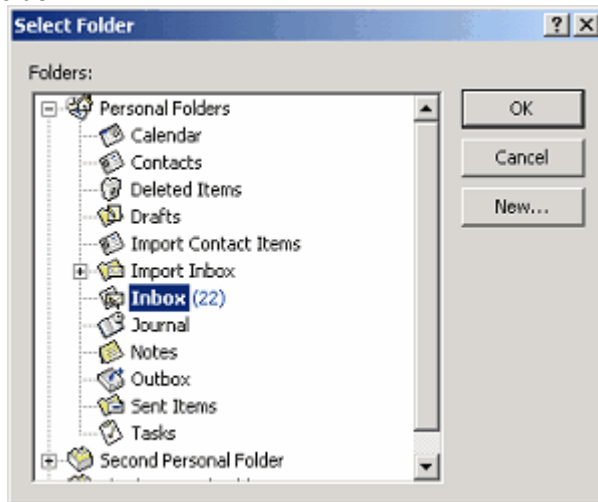 Select Folder
Folders:
Personal Folders
Calendar
Contacts
Deleted Items
Drafts
Import Contact Items
Import Inbox
Inbox (22)
Journal
Notes
Outbox
Sent Items
Tasks
Second Personal Folder
OK
Cancel
New...